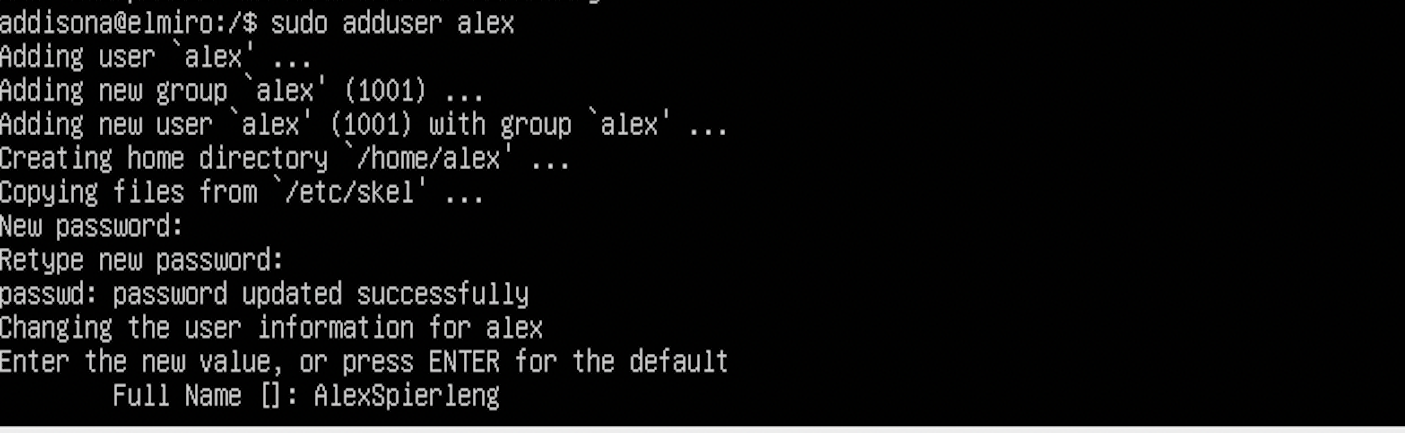 addisona@elmiro:/$ sudo adduser alex
Adding user `alex' ...
Adding new group `alex' (1001) ...
Adding new user `alex' (1001) with group `alex' ...
Creating home directory `/home/alex' ...
Copying files from `/etc/skel' ...
New password:
Retype new password:
passwd: password updated successfully
Changing the user information for alex
Enter the new value, or press ENTER for the default
        Full Name []: AlexSpierleng